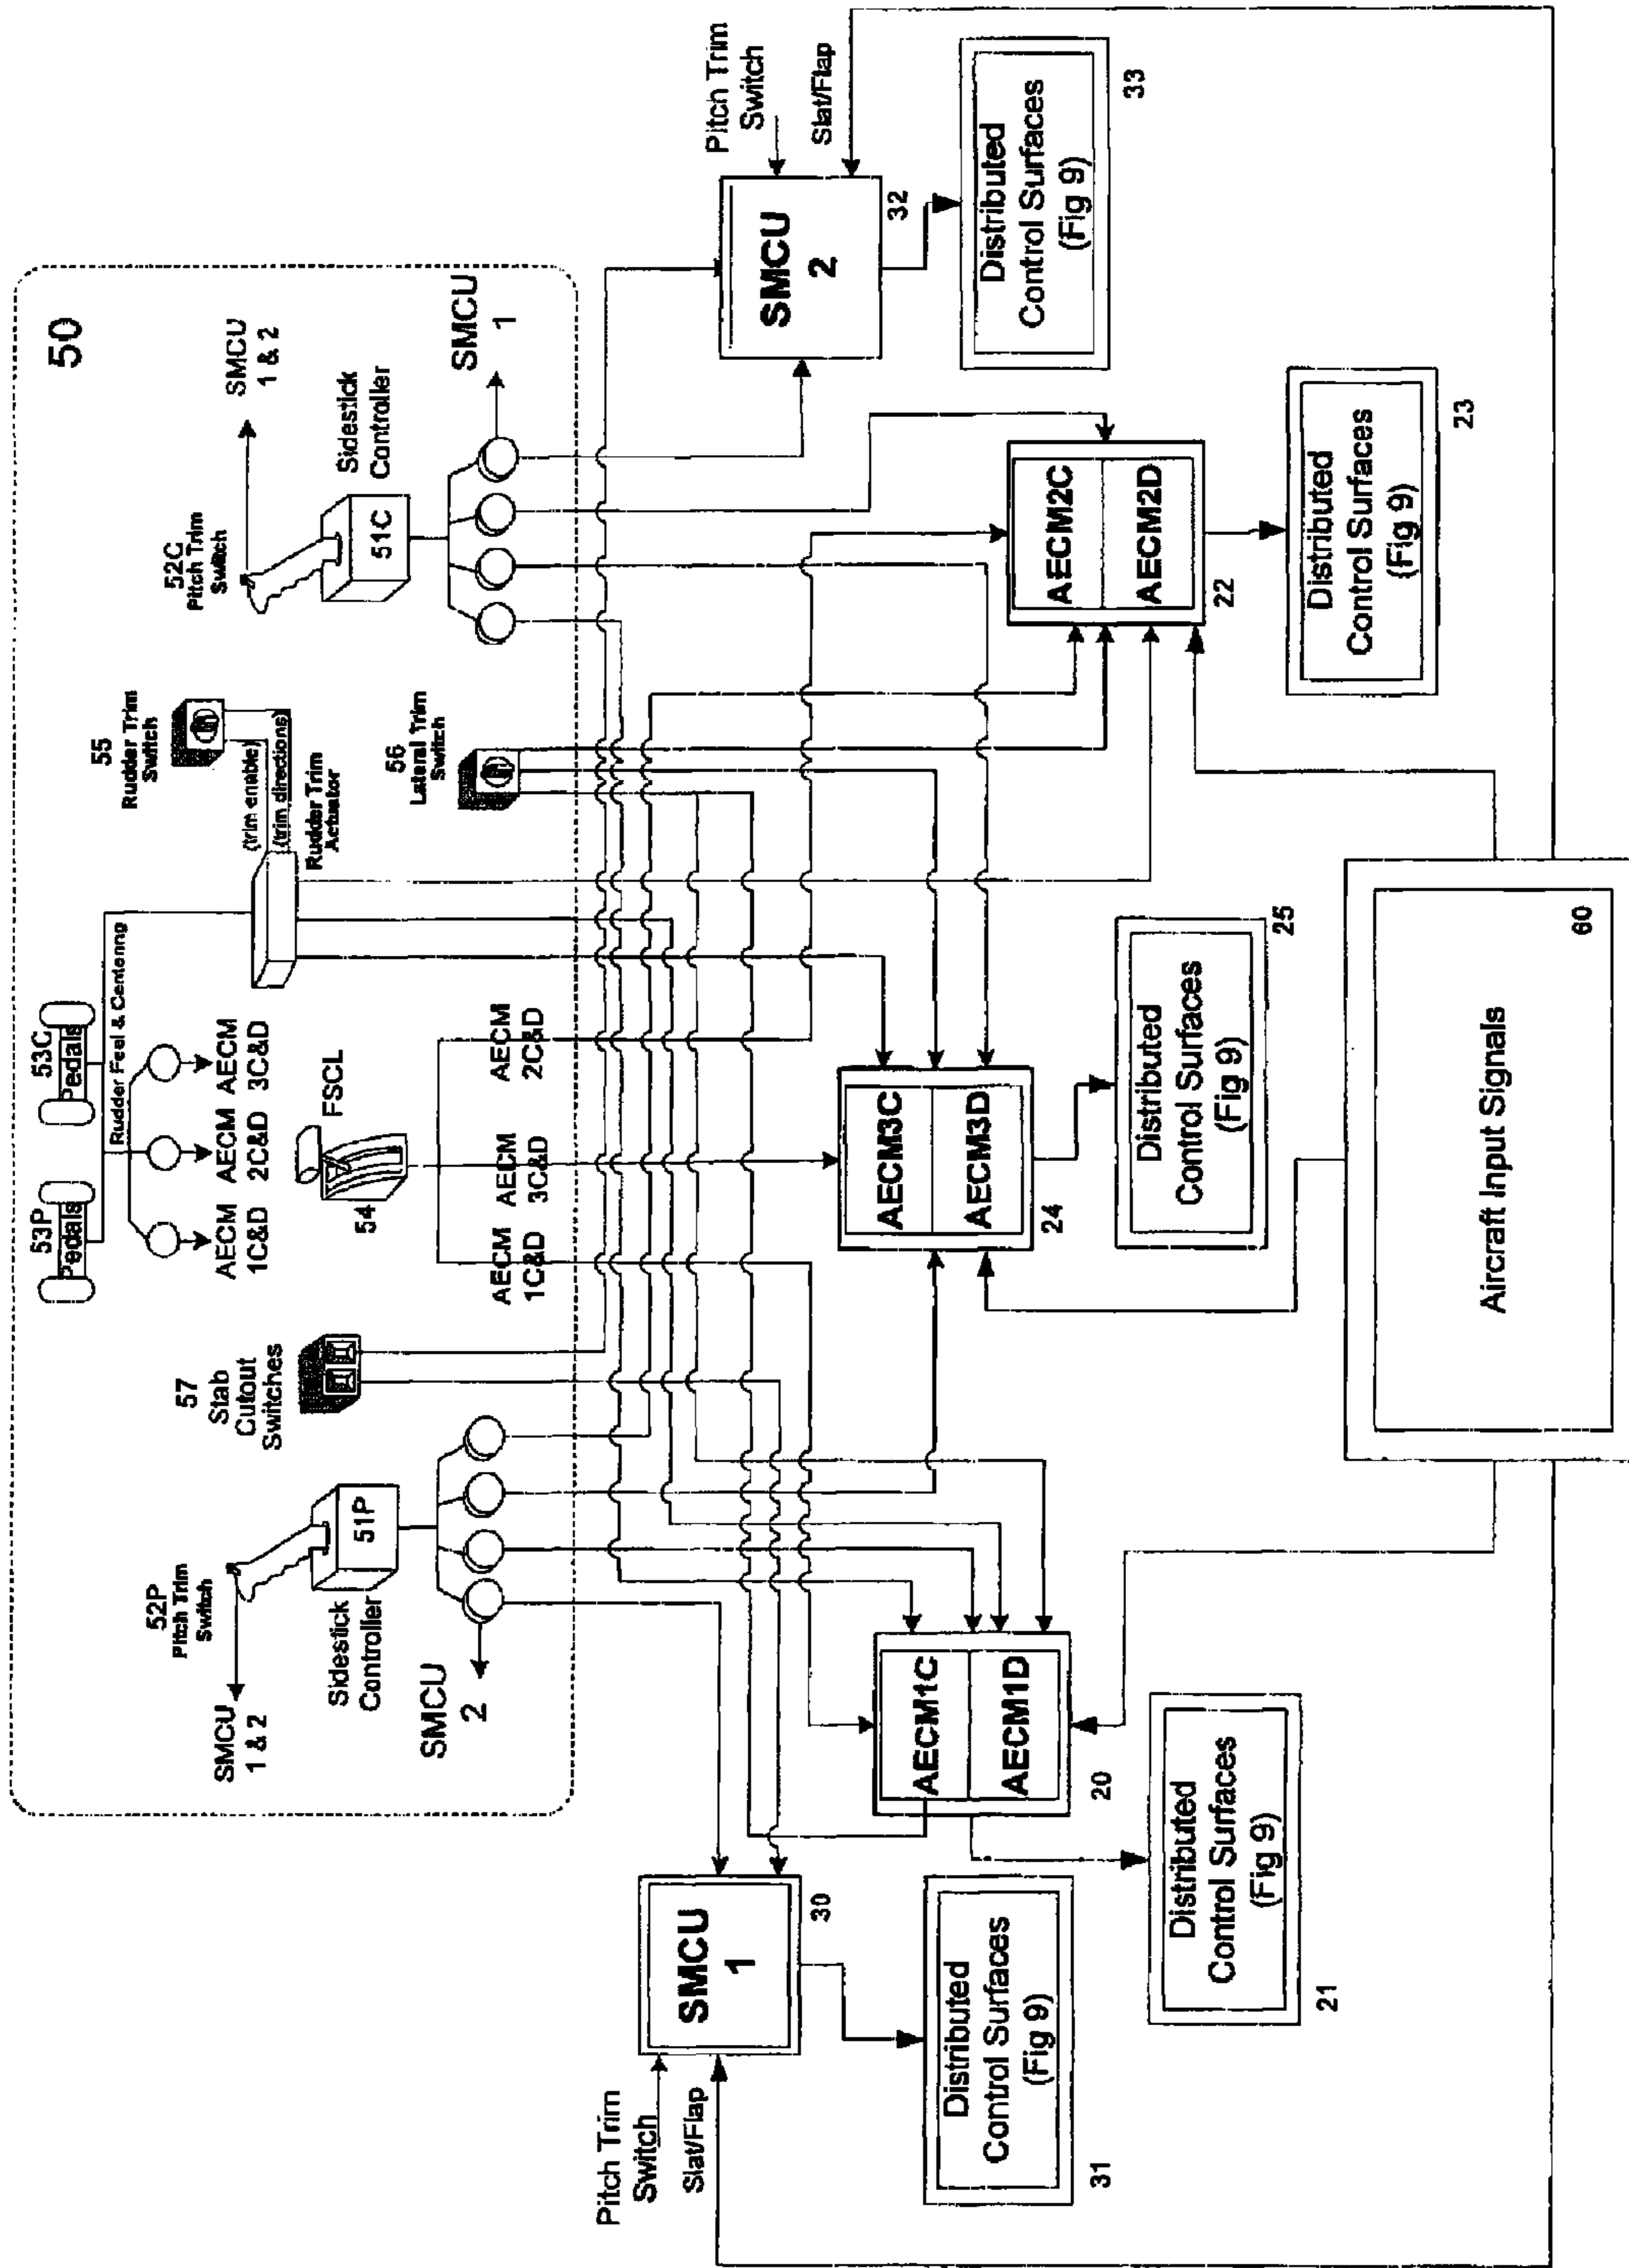 50
52P
Pitch Trim
Switch
SMCU
1 & 2
Sidestick
Controller
51P
SMCU
2
57
Stab
Cutout
Switches
53P
Pedals
53C
Pedals
Rudder Feel & Centering
AECM
1C&D
AECM
2C&D
AECM
3C&D
FSCL
54
AECM
1C&D
AECM
3C&D
AECM
2C&D
55
Rudder Trim
Switch
(trim enable)
(trim directions)
Rudder Trim
Actuator
56
Lateral Trim
Switch
52C
Pitch Trim
Switch
SMCU
1 & 2
Sidestick
Controller
51C
SMCU
1
Pitch Trim
Switch
Slat/Flap
SMCU
1
30
Distributed
Control Surfaces
(Fig 9)
31
AECM1C
AECM1D
20
Distributed
Control Surfaces
(Fig 9)
21
AECM3C
AECM3D
24
Distributed
Control Surfaces
(Fig 9)
25
AECM2C
AECM2D
22
Distributed
Control Surfaces
(Fig 9)
23
SMCU
2
32
Pitch Trim
Switch
Slat/Flap
Distributed
Control Surfaces
(Fig 9)
33
Aircraft Input Signals
60